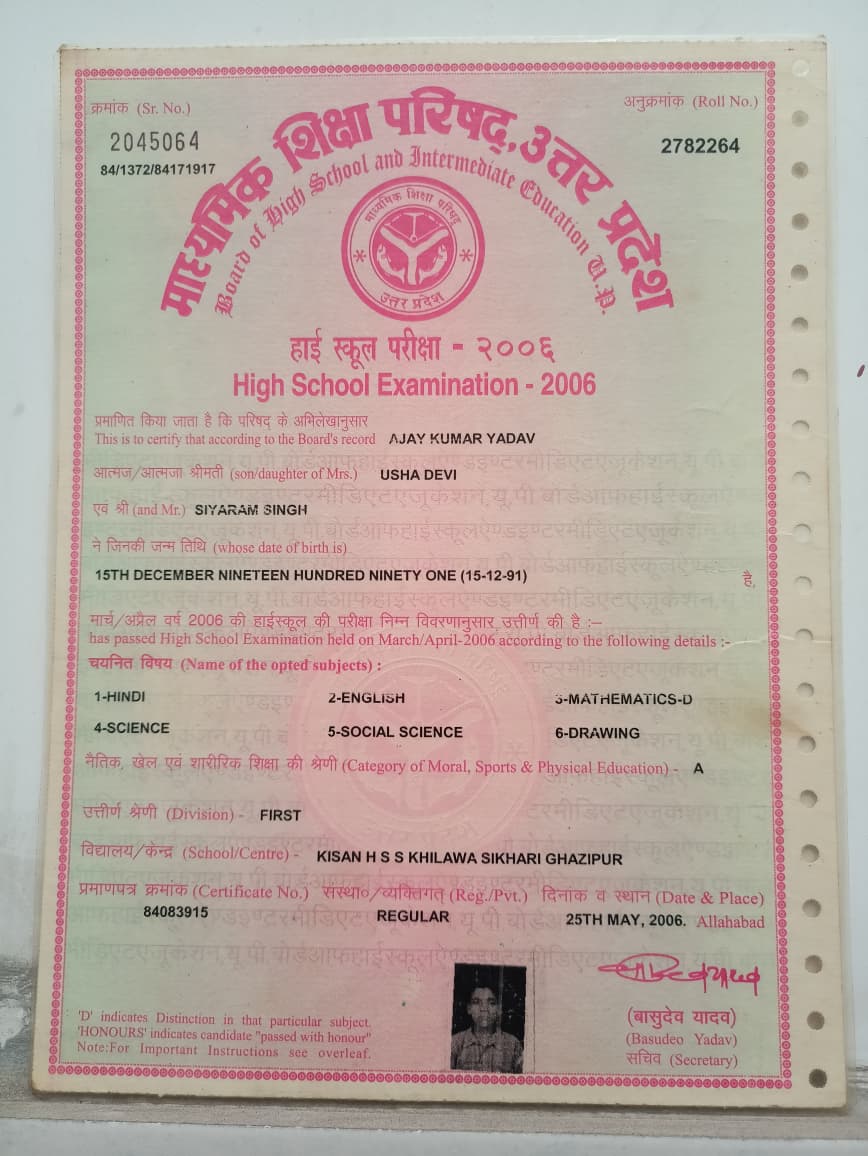 क्रमांक (Sr. No.)
अनुक्रमांक (Roll No.)
2045064
2782264
84/1372/84171917
माध्यमिक शिक्षा परिषद्, उत्तर प्रदेश
Board of High School and Intermediate Education U.P.
माध्यमिक शिक्षा परिषद्
उत्तर प्रदेश
हाई स्कूल परीक्षा - २००६
High School Examination - 2006
प्रमाणित किया जाता है कि परिषद् के अभिलेखानुसार
This is to certify that according to the Board's record AJAY KUMAR YADAV
आत्मज/आत्मजा श्रीमती (son/daughter of Mrs.) USHA DEVI
एवं श्री (and Mr.) SIYARAM SINGH
ने जिनकी जन्म तिथि (whose date of birth is)
15TH DECEMBER NINETEEN HUNDRED NINETY ONE (15-12-91) है,
मार्च/अप्रैल वर्ष 2006 की हाईस्कूल की परीक्षा निम्न विवरणानुसार उत्तीर्ण की है :—
has passed High School Examination held on March/April-2006 according to the following details :-
चयनित विषय (Name of the opted subjects) :
1-HINDI 2-ENGLISH 3-MATHEMATICS-D
4-SCIENCE 5-SOCIAL SCIENCE 6-DRAWING
नैतिक, खेल एवं शारीरिक शिक्षा की श्रेणी (Category of Moral, Sports & Physical Education) - A
उत्तीर्ण श्रेणी (Division) - FIRST
विद्यालय/केन्द्र (School/Centre) - KISAN H S S KHILAWA SIKHARI GHAZIPUR
प्रमाणपत्र क्रमांक (Certificate No.) संस्था०/व्यक्तिगत् (Reg./Pvt.) दिनांक व स्थान (Date & Place)
84083915 REGULAR 25TH MAY, 2006. Allahabad
'D' indicates Distinction in that particular subject.
'HONOURS' indicates candidate "passed with honour"
Note:For Important Instructions see overleaf.
(बासुदेव यादव)
(Basudeo Yadav)
सचिव (Secretary)